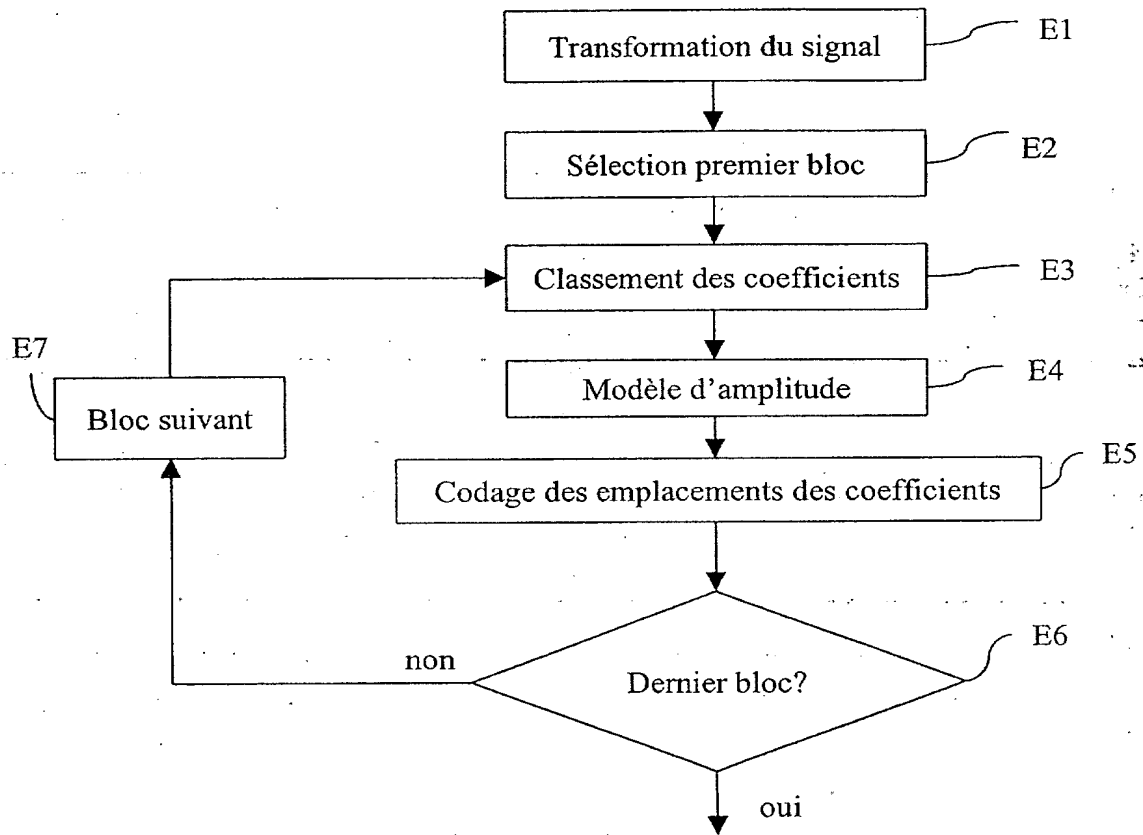 Transformation du signal
E1
Sélection premier bloc
E2
Classement des coefficients
E3
Modèle d'amplitude
E4
E7
Bloc suivant
Codage des emplacements des coefficients
E5
Dernier bloc?
E6
non
oui